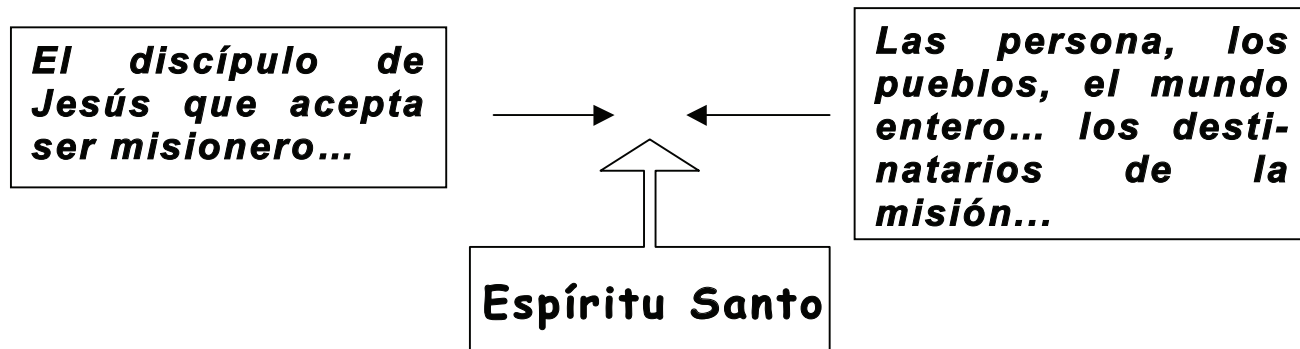 El discípulo de
Jesús que acepta
ser misionero...
Las persona, los
pueblos, el mundo
entero... los desti-
natarios de la
misión...
Espíritu Santo